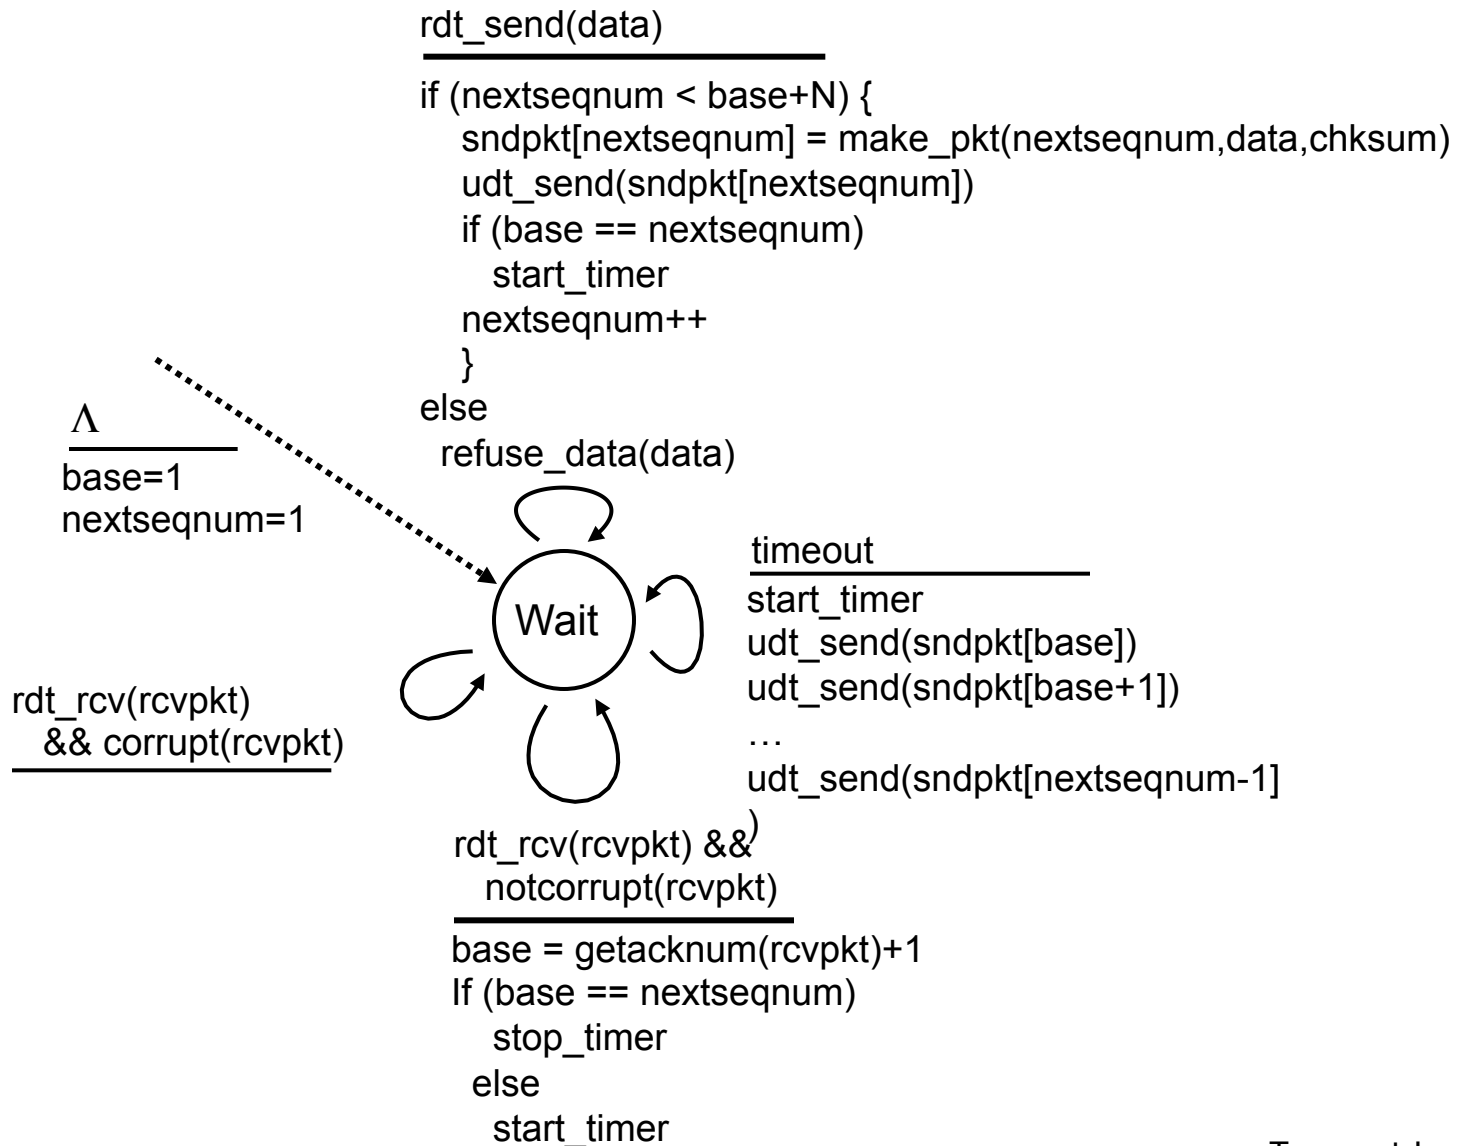 rdt_send(data)
if (nextseqnum < base+N) {
sndpkt[nextseqnum] = make_pkt(nextseqnum,data,chksum)
udt_send(sndpkt[nextseqnum])
if (base == nextseqnum)
start_timer
nextseqnum++
}
else
refuse_data(data)
Λ
base=1
nextseqnum=1
Wait
timeout
start_timer
udt_send(sndpkt[base])
udt_send(sndpkt[base+1])
…
udt_send(sndpkt[nextseqnum-1]
)
rdt_rcv(rcvpkt)
&& corrupt(rcvpkt)
rdt_rcv(rcvpkt) &&
notcorrupt(rcvpkt)
base = getacknum(rcvpkt)+1
If (base == nextseqnum)
stop_timer
else
start_timer